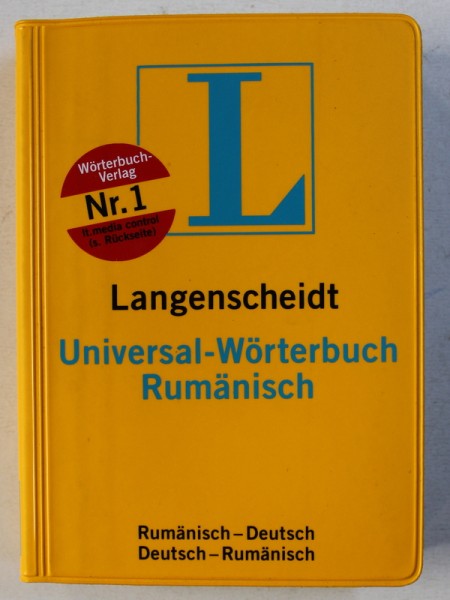 L
Wörterbuch-
Verlag
Nr. 1
lt. media control
(s. Rückseite)
Langenscheidt
Universal-Wörterbuch
Rumänisch
Rumänisch – Deutsch
Deutsch – Rumänisch